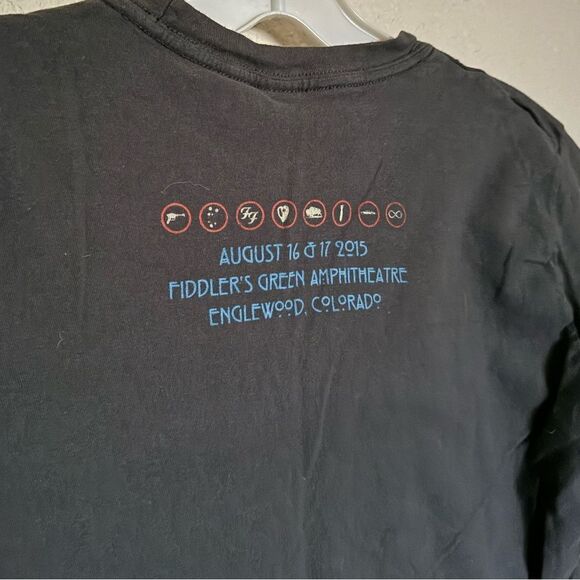 FF
AUGUST 16 & 17 2015
FIDDLER'S GREEN AMPHITHEATRE
ENGLEWOOD, COLORADO